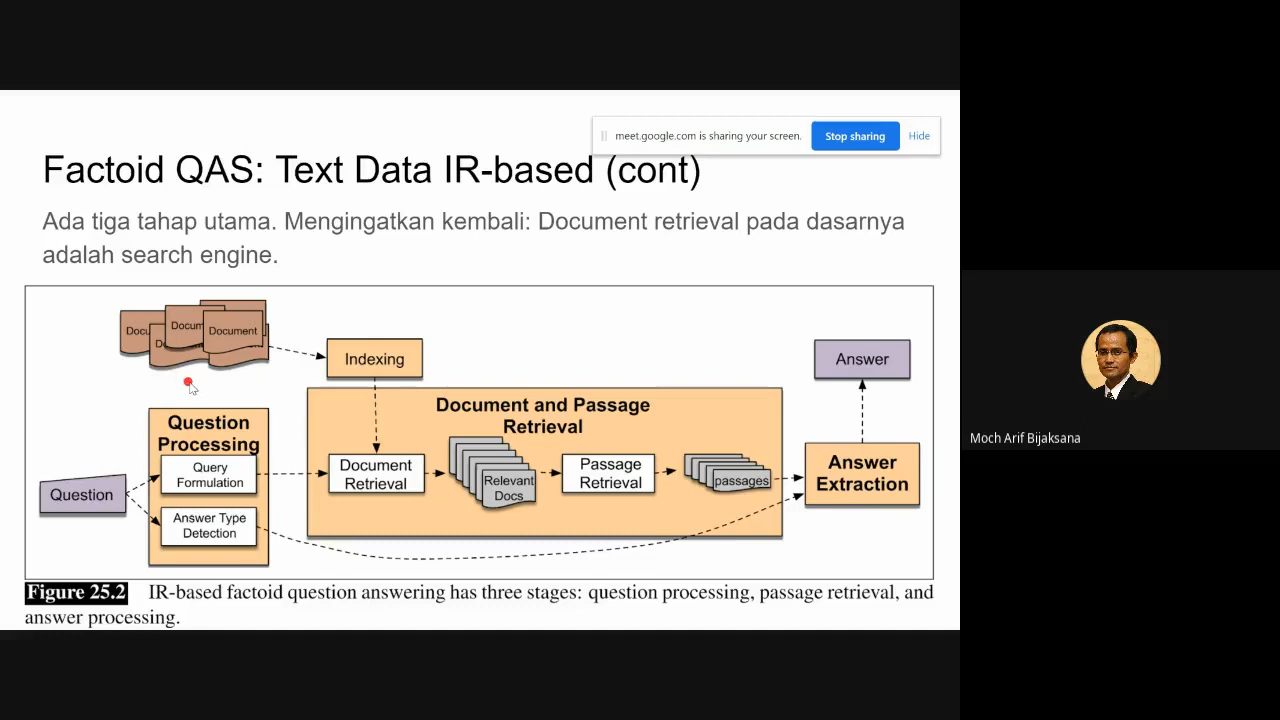 meet.google.com is sharing your screen.
Stop sharing
Hide
Factoid QAS: Text Data IR-based (cont)
Ada tiga tahap utama. Mengingatkan kembali: Document retrieval pada dasarnya
adalah search engine.
Document
Indexing
Answer
Question
Processing
Query
Formulation
Answer Type
Detection
Question
Document and Passage
Retrieval
Document
Retrieval
Relevant
Docs
Passage
Retrieval
passages
Answer
Extraction
Moch Arif Bijaksana
Figure 25.2 IR-based factoid question answering has three stages: question processing, passage retrieval, and
answer processing.